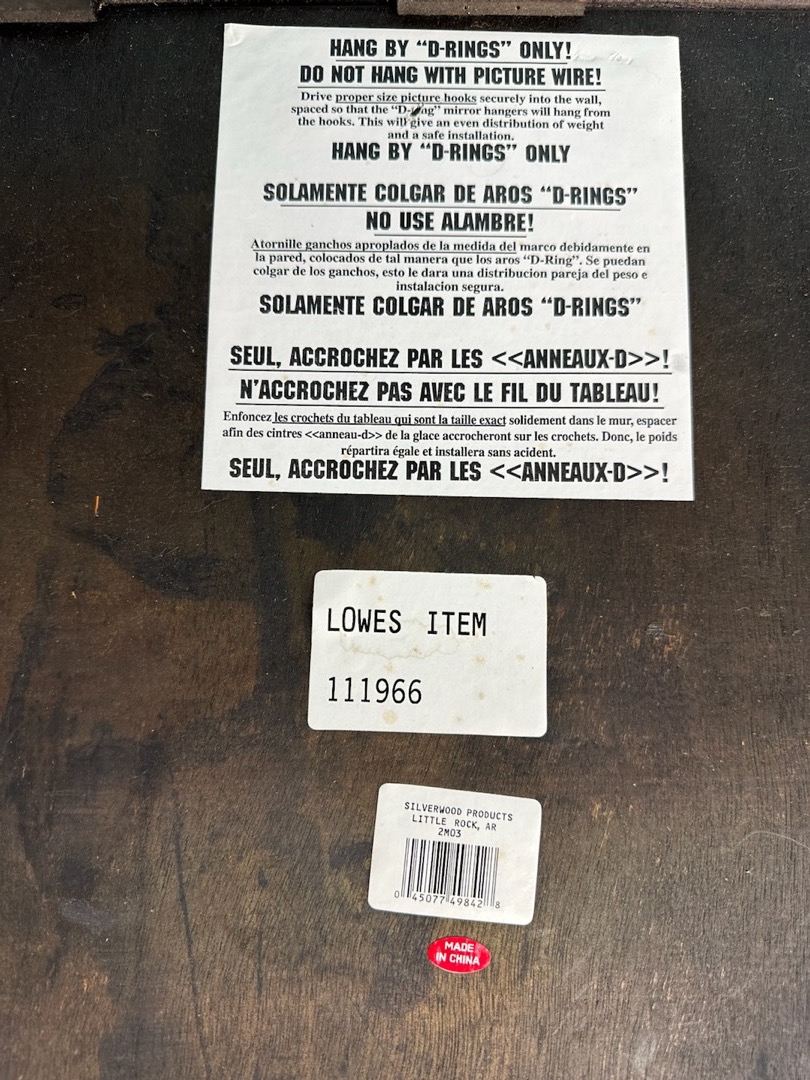 HANG BY “D-RINGS” ONLY!
DO NOT HANG WITH PICTURE WIRE!
Drive proper size picture hooks securely into the wall,
spaced so that the “D-ring” mirror hangers will hang from
the hooks. This will give an even distribution of weight
and a safe installation.
HANG BY “D-RINGS” ONLY
SOLAMENTE COLGAR DE AROS “D-RINGS”
NO USE ALAMBRE!
Atornille ganchos aproplados de la medida del marco debidamente en
la pared, colocados de tal manera que los aros “D-Ring”. Se puedan
colgar de los ganchos, esto le dara una distribucion pareja del peso e
instalacion segura.
SOLAMENTE COLGAR DE AROS “D-RINGS”
SEUL, ACCROCHEZ PAR LES <<ANNEAUX-D>>!
N’ACCROCHEZ PAS AVEC LE FIL DU TABLEAU!
Enfoncez les crochets du tableau qui sont la taille exact solidement dans le mur, espacer
afin des cintres <<anneau-d>> de la glace accrocheront sur les crochets. Donc, le poids
répartira égale et installera sans acident.
SEUL, ACCROCHEZ PAR LES <<ANNEAUX-D>>!
LOWES ITEM
111966
SILVERWOOD PRODUCTS
LITTLE ROCK, AR
2M03
0 45077 49842 8
MADE
IN CHINA